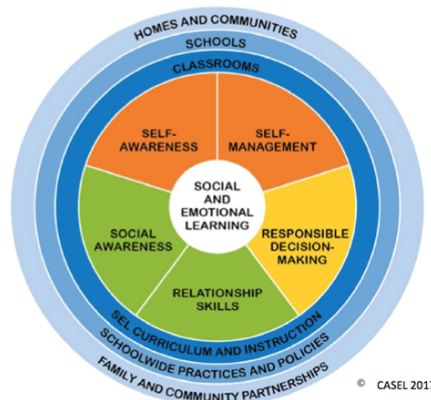 HOMES AND COMMUNITIES
SCHOOLS
CLASSROOMS
SELF-
AWARENESS
SELF-
MANAGEMENT
SOCIAL
AND
EMOTIONAL
LEARNING
SOCIAL
AWARENESS
RESPONSIBLE
DECISION-
MAKING
RELATIONSHIP
SKILLS
SEL CURRICULUM AND INSTRUCTION
SCHOOLWIDE PRACTICES AND POLICIES
FAMILY AND COMMUNITY PARTNERSHIPS
© CASEL 2017